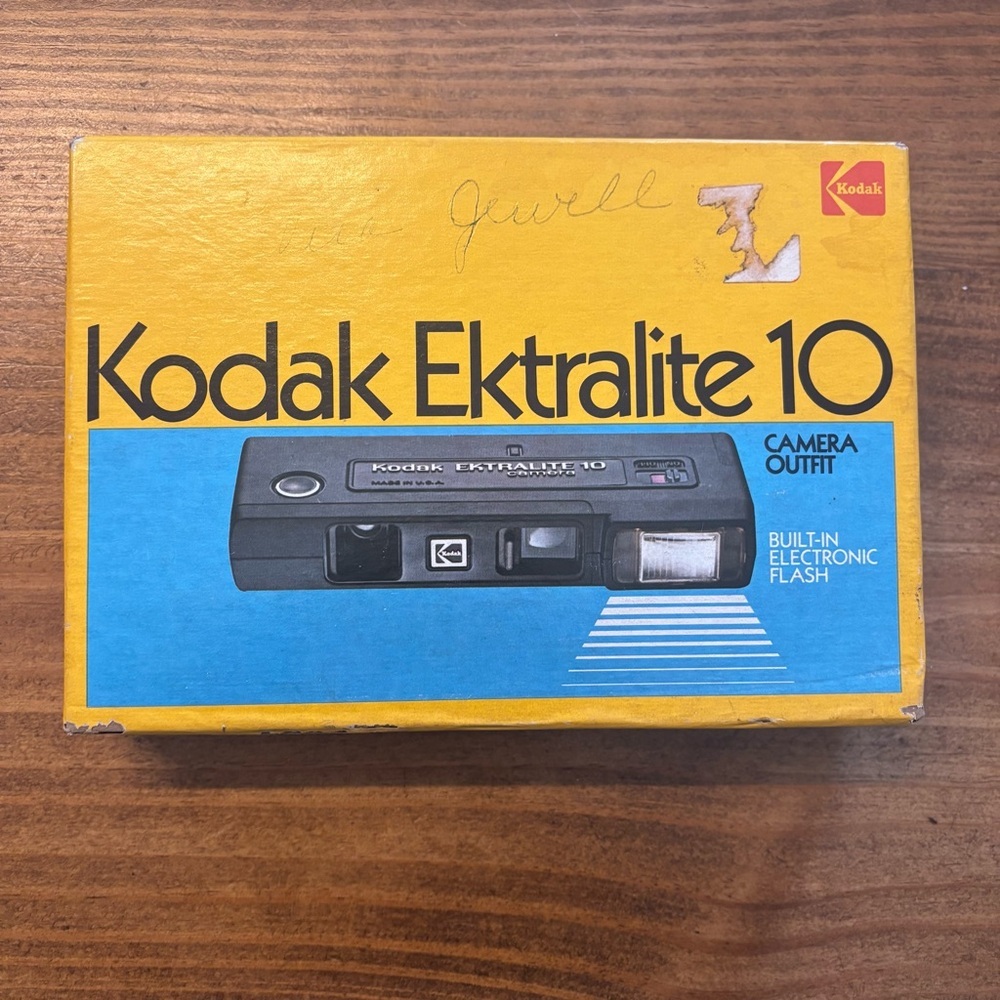 Jewell
Kodak
Kodak Ektralite 10
CAMERA
OUTFIT
Kodak EKTRALITE 10
camera
MADE IN U.S.A.
Kodak
BUILT-IN
ELECTRONIC
FLASH